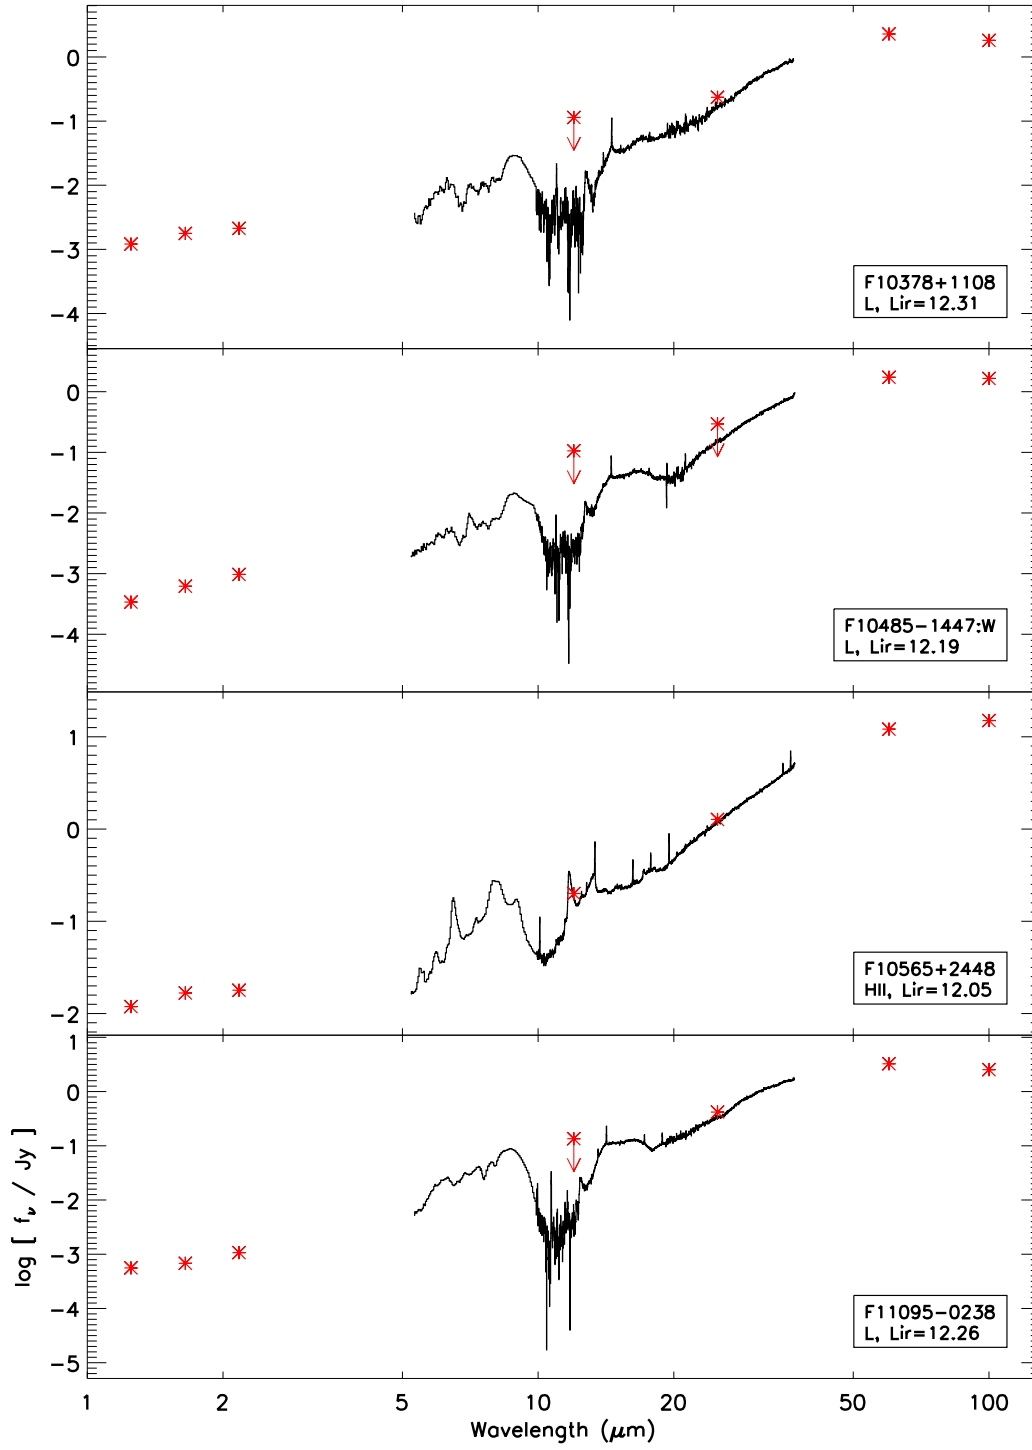 0
−1
−2
−3
−4
F10378+1108
L, Lir=12.31
0
−1
−2
−3
−4
F10485−1447:W
L, Lir=12.19
1
0
−1
−2
F10565+2448
HII, Lir=12.05
1
0
−1
−2
−3
−4
−5
F11095−0238
L, Lir=12.26
log [ f_ν / Jy ]
1 2 5 10 20 50 100
Wavelength (μm)